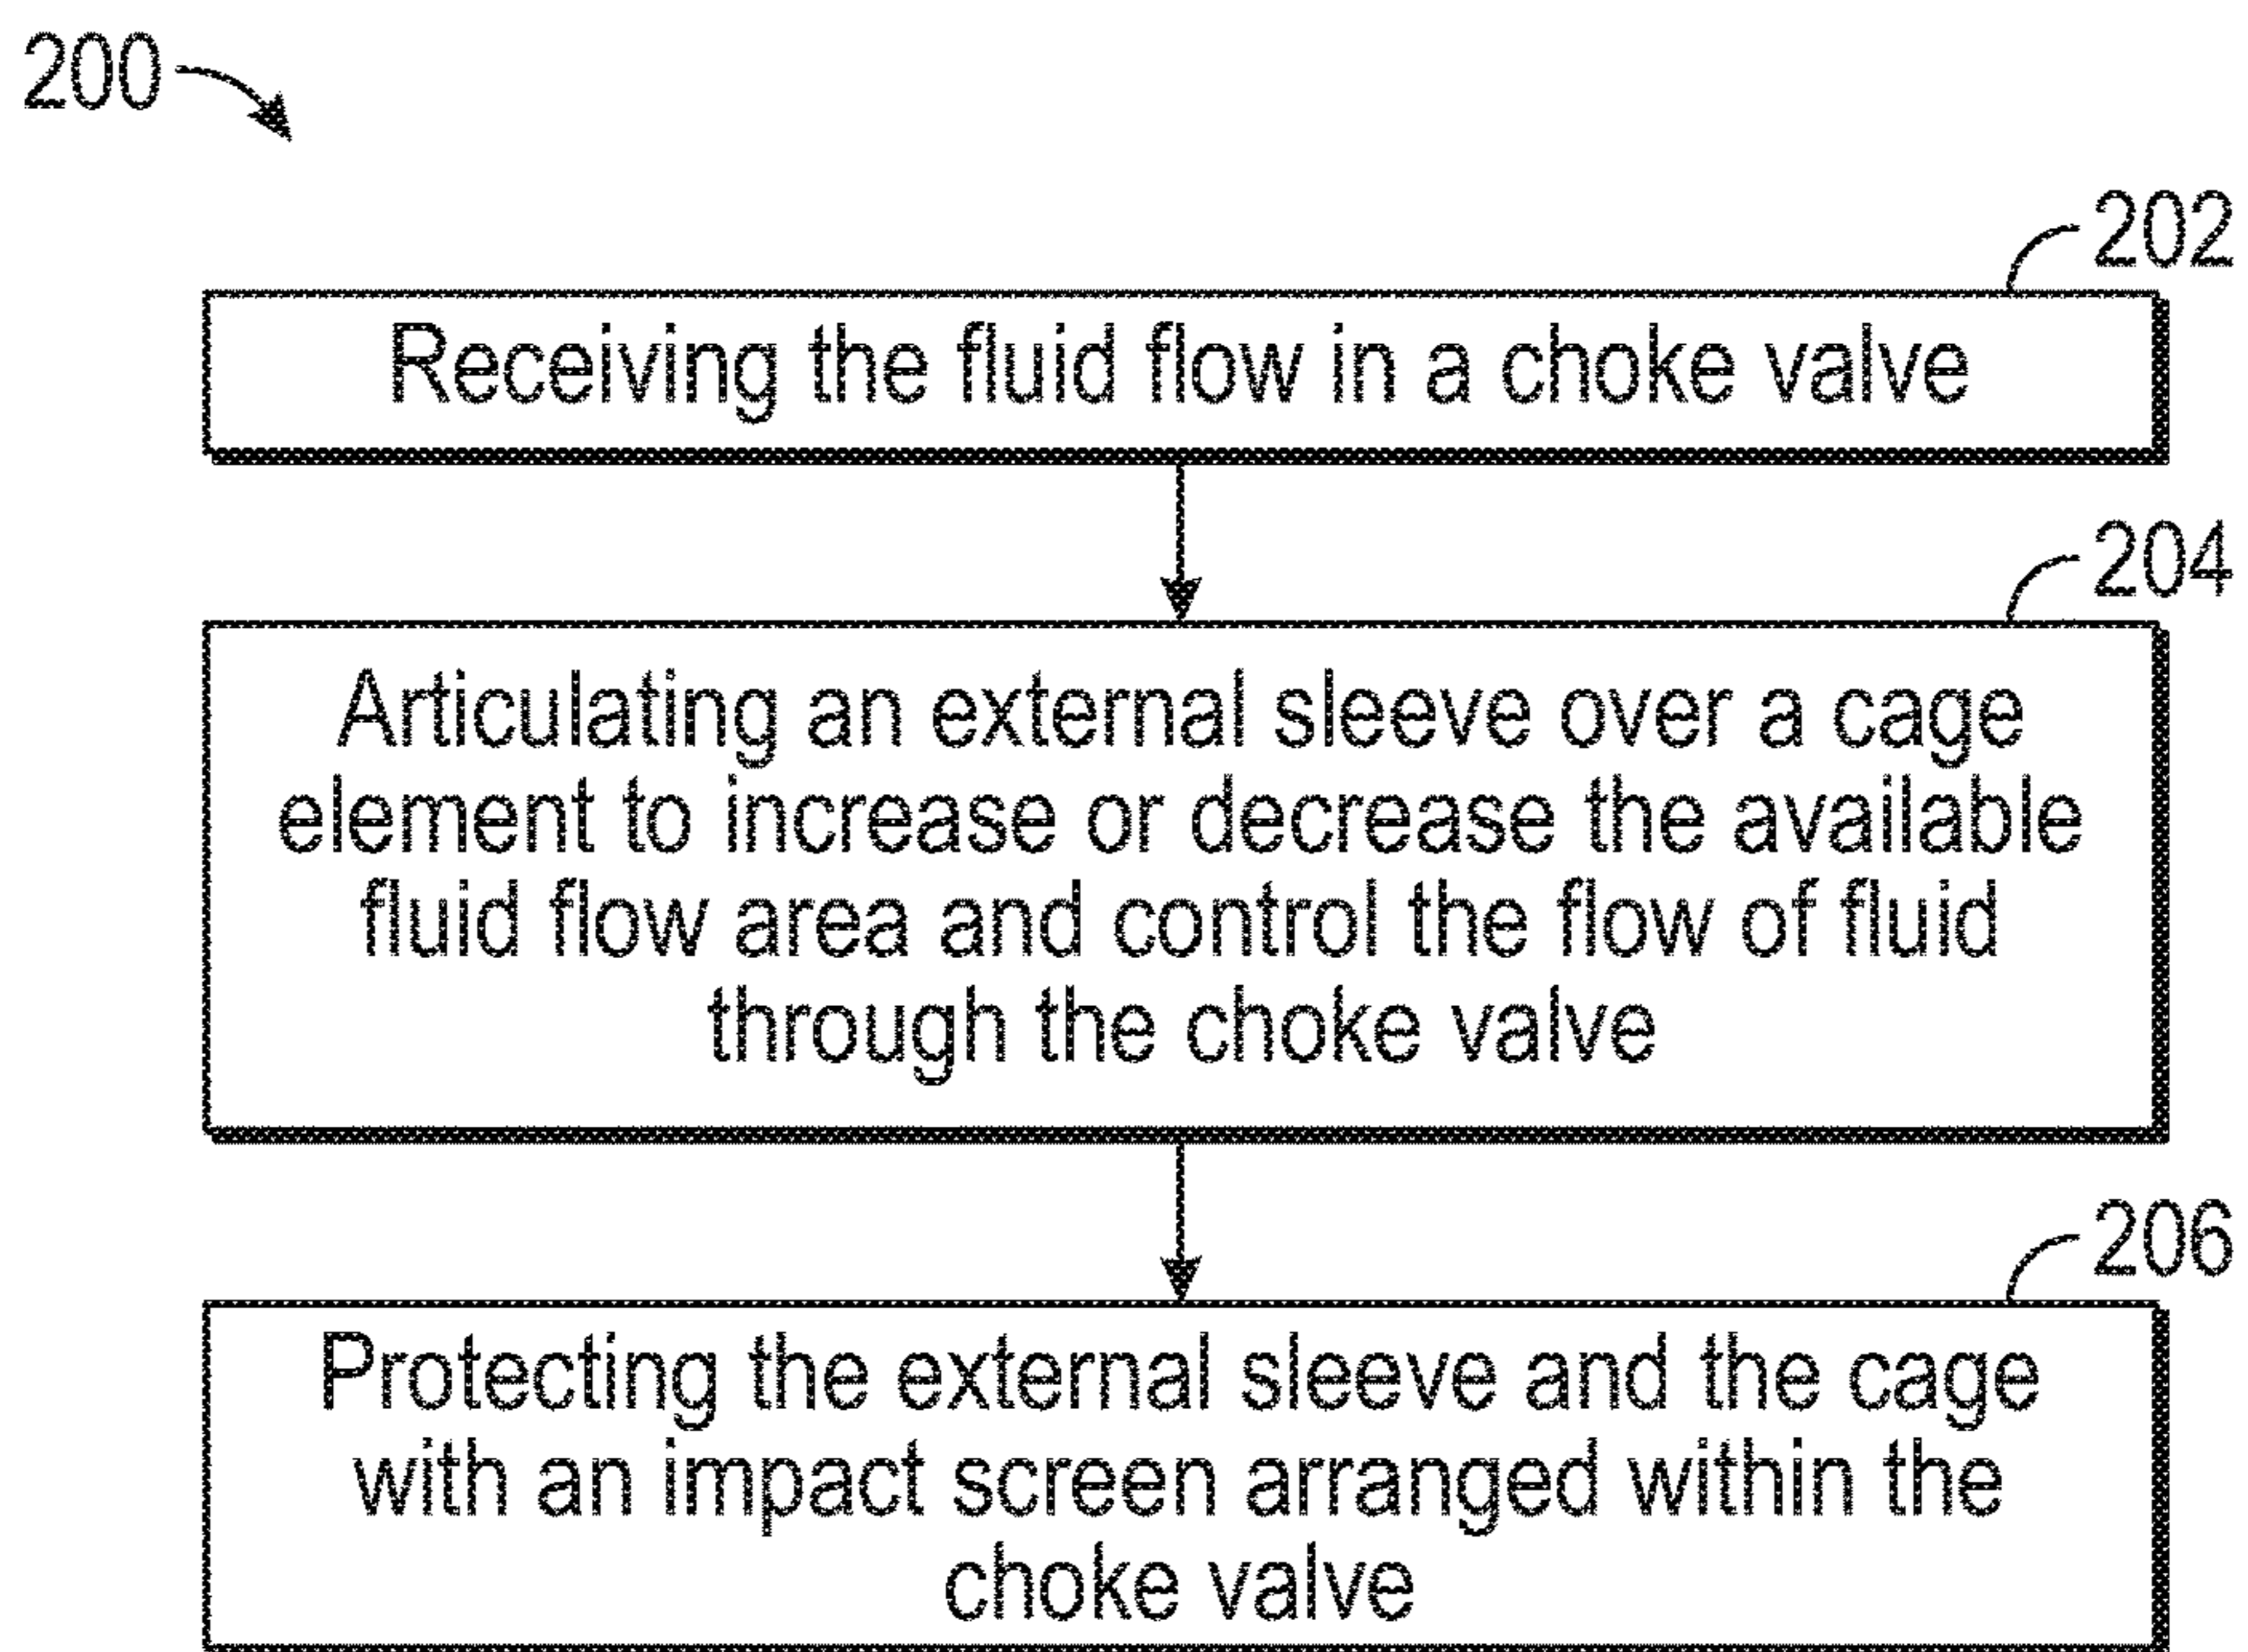 200
202
Receiving the fluid flow in a choke valve
204
Articulating an external sleeve over a cage
element to increase or decrease the available
fluid flow area and control the flow of fluid
through the choke valve
206
Protecting the external sleeve and the cage
with an impact screen arranged within the
choke valve